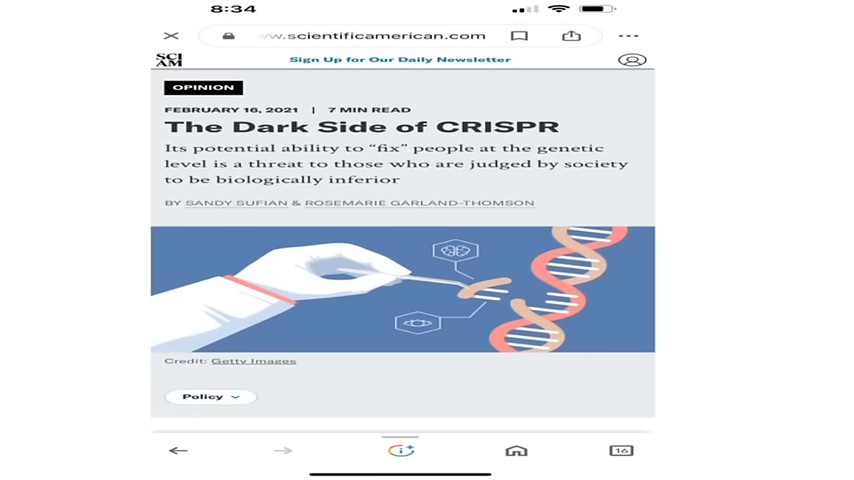 8:34
www.scientificamerican.com
SCI
AM
Sign Up for Our Daily Newsletter
OPINION
FEBRUARY 16, 2021 | 7 MIN READ
The Dark Side of CRISPR
Its potential ability to “fix” people at the genetic
level is a threat to those who are judged by society
to be biologically inferior
BY SANDY SUFIAN & ROSEMARIE GARLAND-THOMSON
Credit: Getty Images
Policy
16